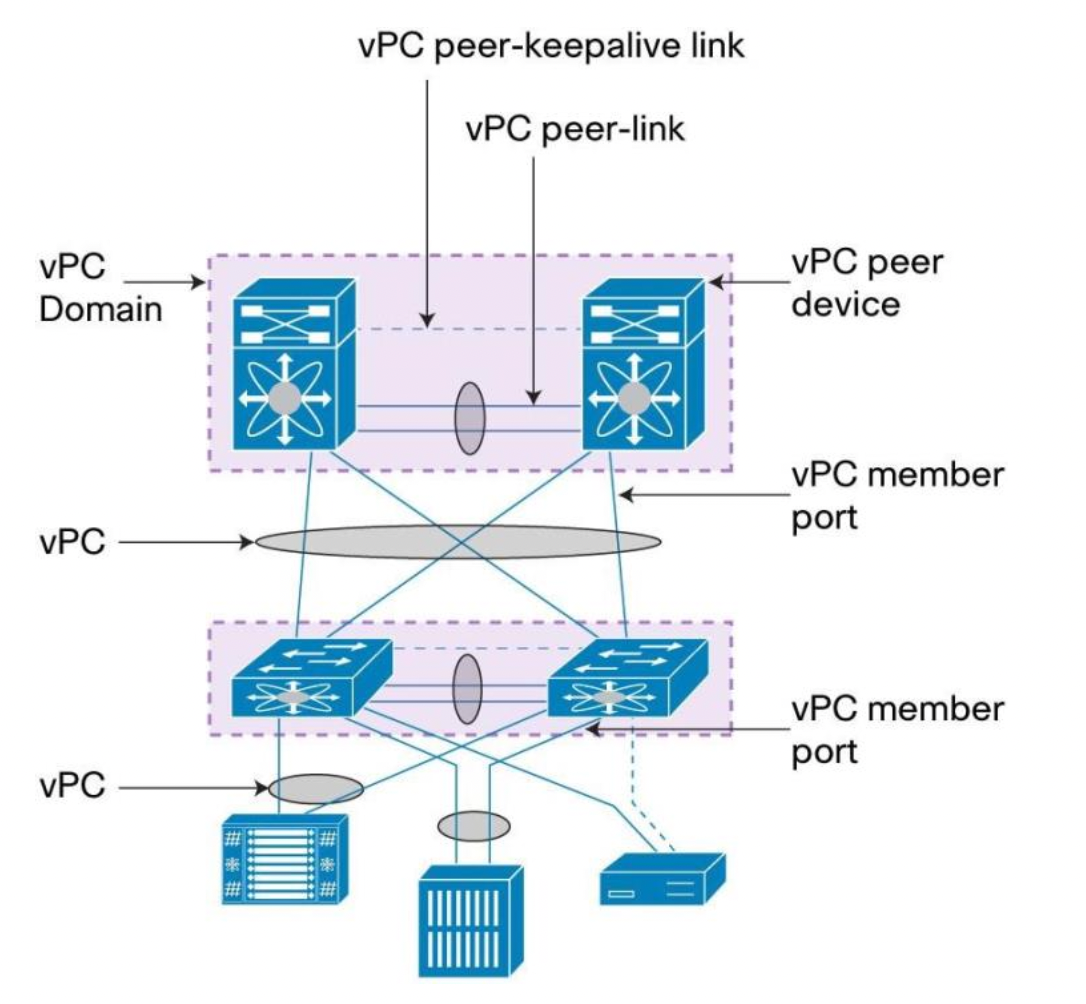 vPC peer-keepalive link
vPC peer-link
vPC
Domain
vPC peer
device
vPC member
port
vPC
vPC member
port
vPC